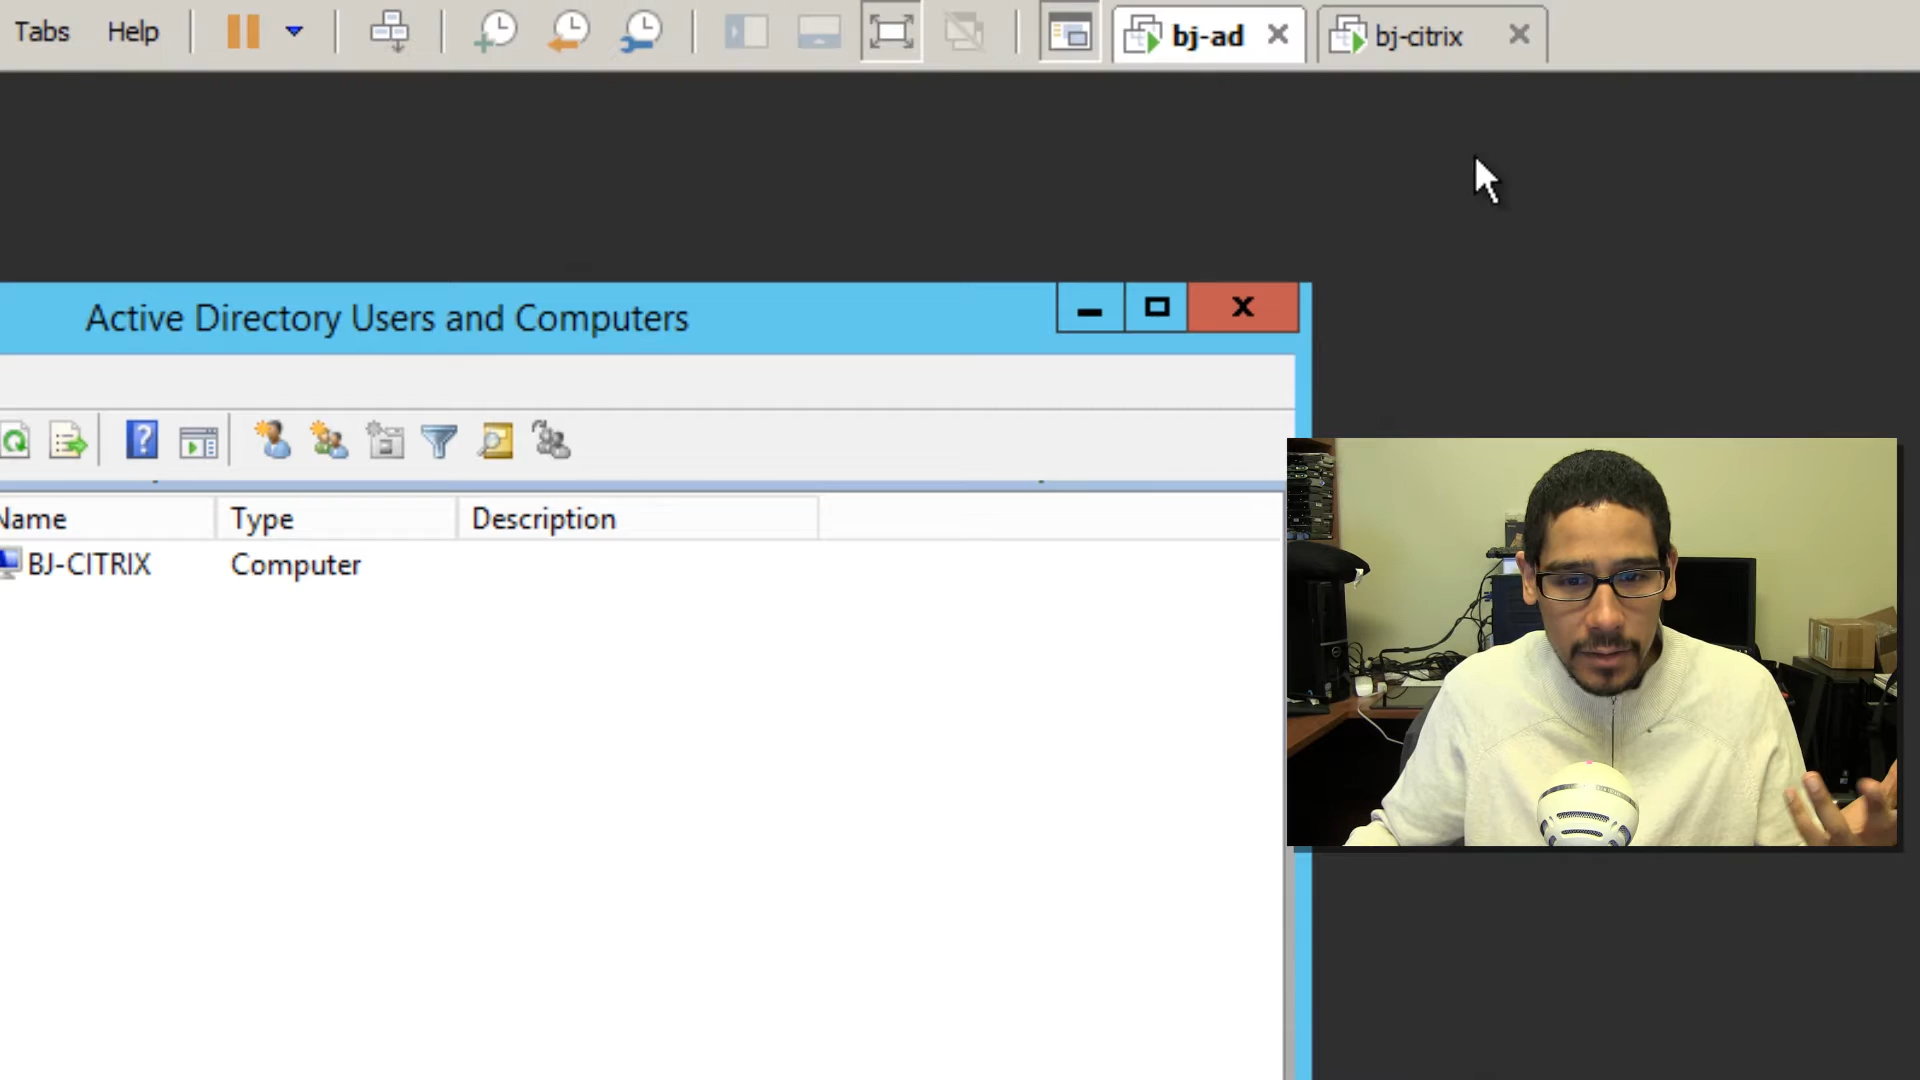 Tabs Help bj-ad bj-citrix
Active Directory Users and Computers
Name Type Description
BJ-CITRIX Computer